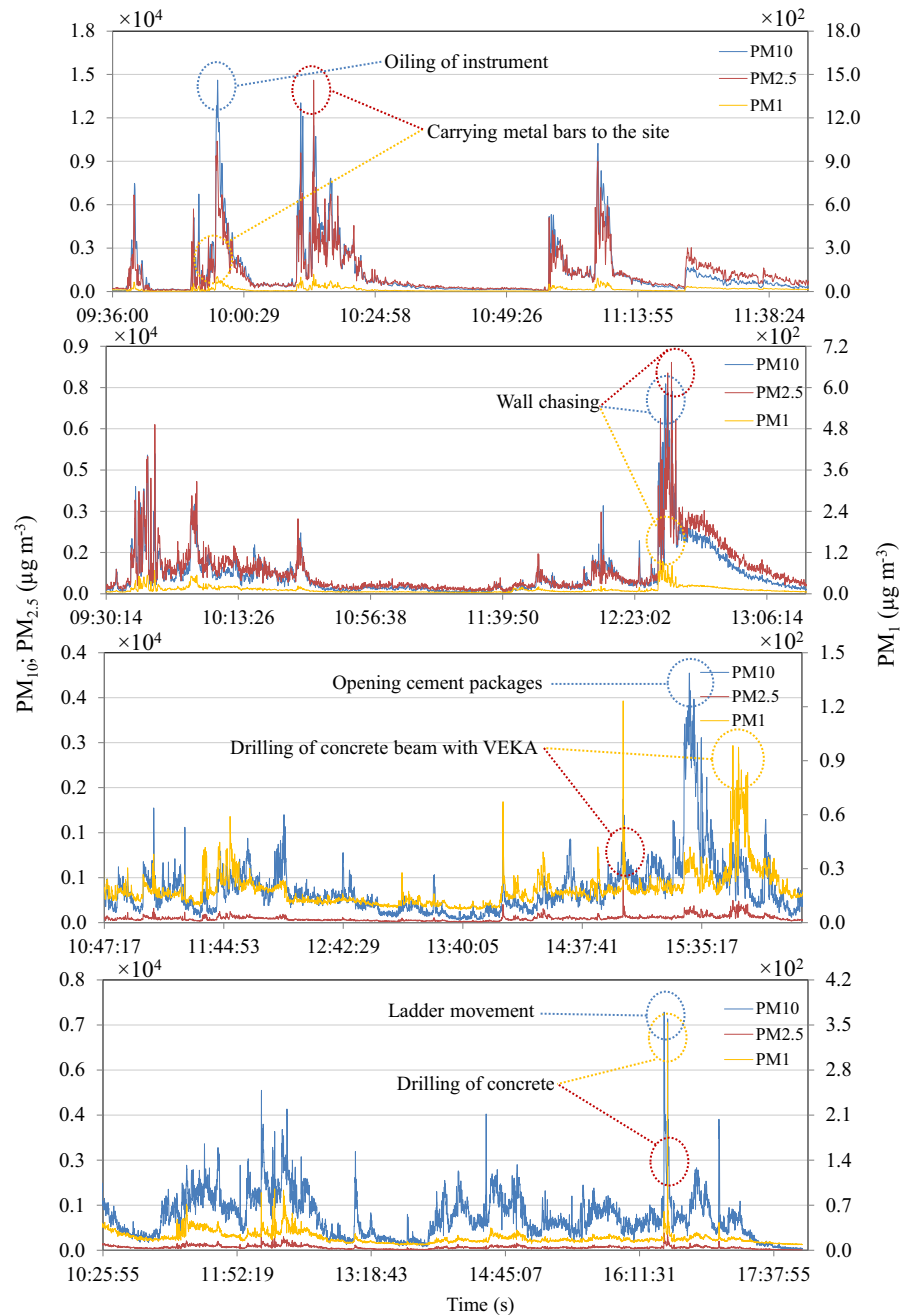 ×10⁴ ×10²
1.8 18.0
PM10
Oiling of instrument
1.5 15.0
PM2.5
PM1
1.2 12.0
Carrying metal bars to the site
0.9 9.0
0.6 6.0
0.3 3.0
0.0 0.0
09:36:00 10:00:29 10:24:58 10:49:26 11:13:55 11:38:24
×10⁴ ×10²
0.9 7.2
PM10
0.8 6.0
PM2.5
Wall chasing
0.6 4.8
PM1
0.5 3.6
0.3 2.4
0.2 1.2
0.0 0.0
09:30:14 10:13:26 10:56:38 11:39:50 12:23:02 13:06:14
PM₁₀; PM₂.₅ (µg m⁻³)
PM₁ (µg m⁻³)
×10⁴ ×10²
0.4 1.5
PM10
Opening cement packages
0.4 1.2
PM2.5
PM1
Drilling of concrete beam with VEKA
0.3 0.9
0.2 0.6
0.1 0.3
0.1
0.0 0.0
10:47:17 11:44:53 12:42:29 13:40:05 14:37:41 15:35:17
×10⁴ ×10²
0.8 4.2
Ladder movement PM10
0.7 3.5
PM2.5
PM1
0.6 2.8
Drilling of concrete
0.4 2.1
0.3 1.4
0.1 0.7
0.0 0.0
10:25:55 11:52:19 13:18:43 14:45:07 16:11:31 17:37:55
Time (s)